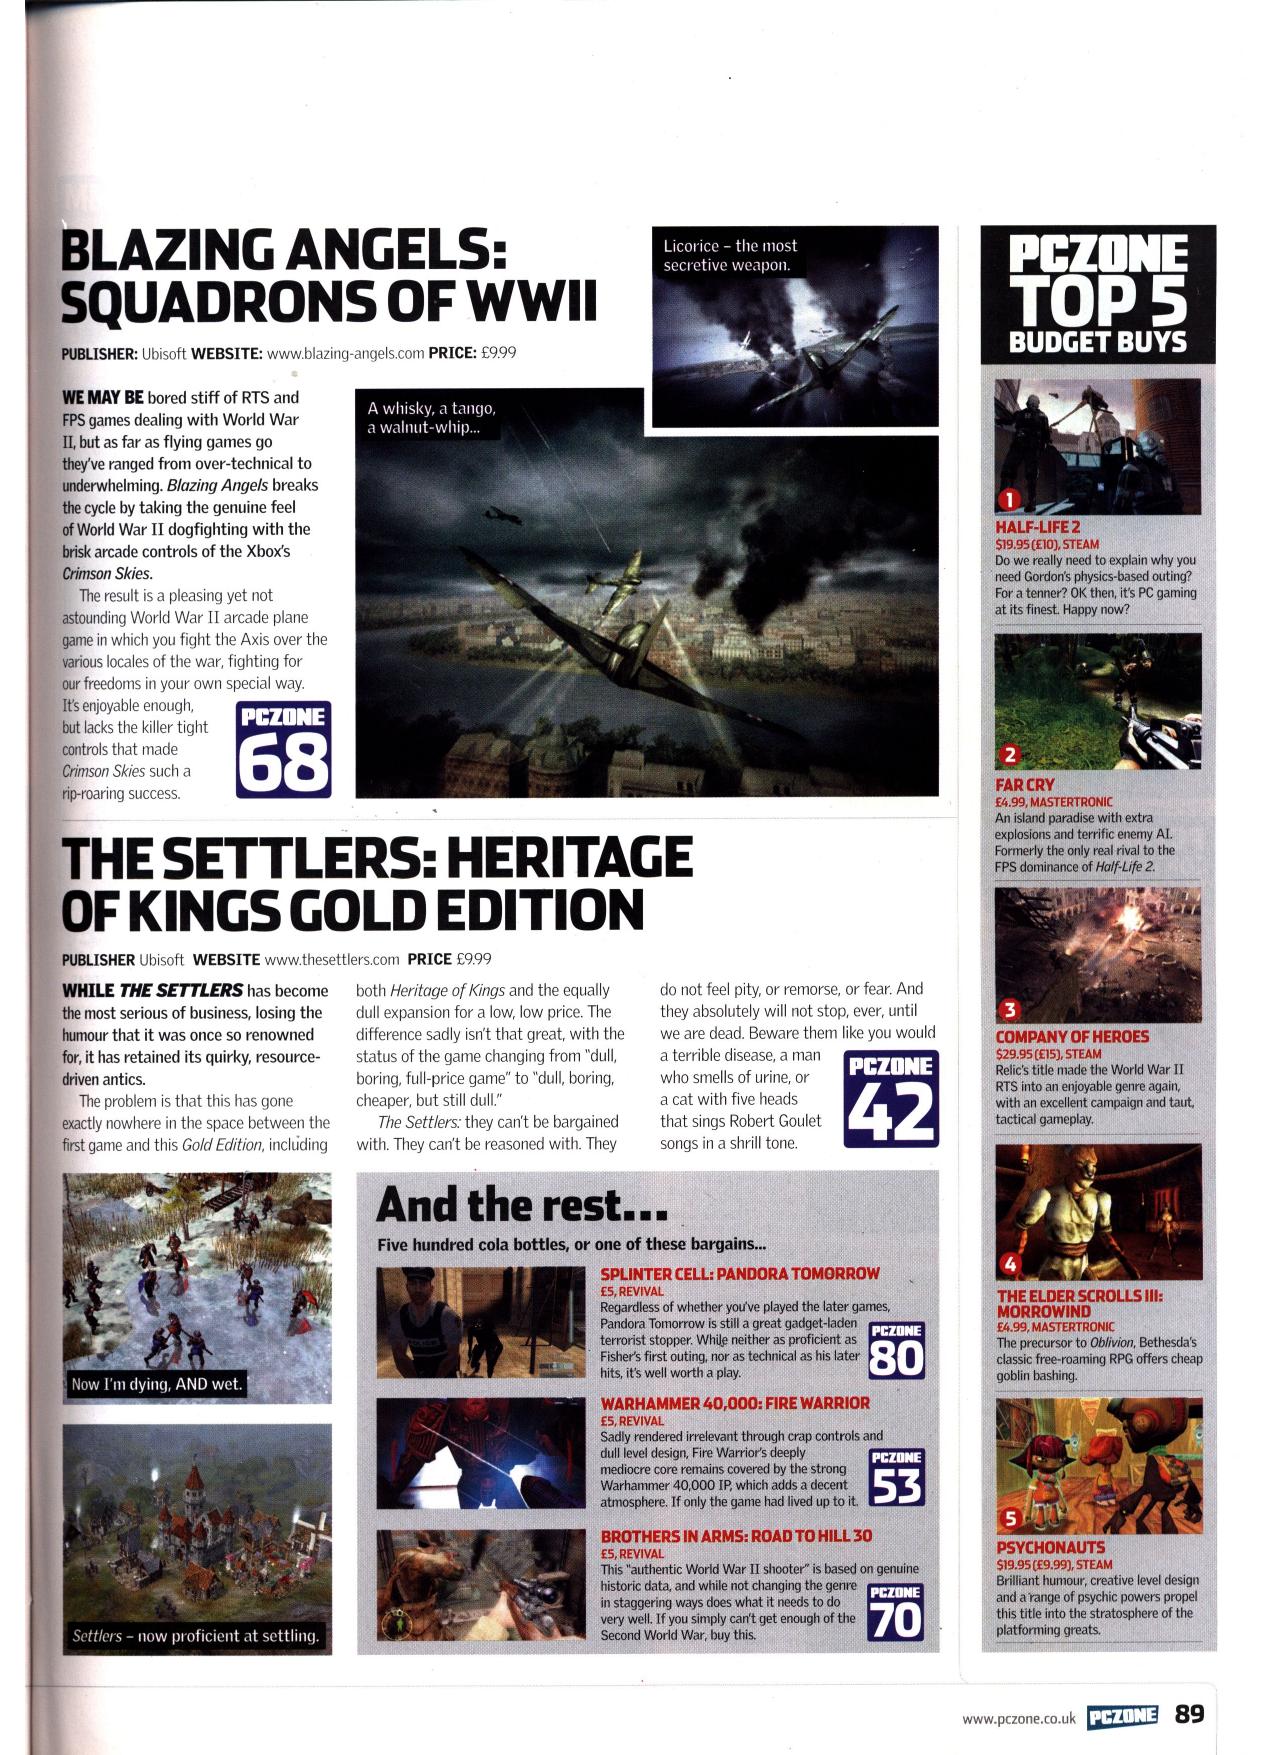 BLAZING ANGELS:
SQUADRONS OF WWII
PUBLISHER: Ubisoft WEBSITE: www.blazing-angels.com PRICE: £9.99
WE MAY BE bored stiff of RTS and
FPS games dealing with World War
II, but as far as flying games go
they've ranged from over-technical to
underwhelming. Blazing Angels breaks
the cycle by taking the genuine feel
of World War II dogfighting with the
brisk arcade controls of the Xbox's
Crimson Skies.
The result is a pleasing yet not
astounding World War II arcade plane
game in which you fight the Axis over the
various locales of the war, fighting for
our freedoms in your own special way.
It's enjoyable enough,
but lacks the killer tight
controls that made
Crimson Skies such a
rip-roaring success.
PCZONE
68
Licorice – the most
secretive weapon.
A whisky, a tango,
a walnut-whip...
THE SETTLERS: HERITAGE
OF KINGS GOLD EDITION
PUBLISHER Ubisoft WEBSITE www.thesettlers.com PRICE £9.99
WHILE THE SETTLERS has become
the most serious of business, losing the
humour that it was once so renowned
for, it has retained its quirky, resource-
driven antics.
The problem is that this has gone
exactly nowhere in the space between the
first game and this Gold Edition, including
both Heritage of Kings and the equally
dull expansion for a low, low price. The
difference sadly isn't that great, with the
status of the game changing from "dull,
boring, full-price game" to "dull, boring,
cheaper, but still dull."
The Settlers: they can't be bargained
with. They can't be reasoned with. They
do not feel pity, or remorse, or fear. And
they absolutely will not stop, ever, until
we are dead. Beware them like you would
a terrible disease, a man
who smells of urine, or
a cat with five heads
that sings Robert Goulet
songs in a shrill tone.
PCZONE
42
Now I'm dying, AND wet.
Settlers – now proficient at settling.
And the rest...
Five hundred cola bottles, or one of these bargains...
SPLINTER CELL: PANDORA TOMORROW
£5, REVIVAL
Regardless of whether you've played the later games,
Pandora Tomorrow is still a great gadget-laden
terrorist stopper. While neither as proficient as
Fisher's first outing, nor as technical as his later
hits, it's well worth a play.
PCZONE
80
WARHAMMER 40,000: FIRE WARRIOR
£5, REVIVAL
Sadly rendered irrelevant through crap controls and
dull level design, Fire Warrior's deeply
mediocre core remains covered by the strong
Warhammer 40,000 IP, which adds a decent
atmosphere. If only the game had lived up to it.
PCZONE
53
BROTHERS IN ARMS: ROAD TO HILL 30
£5, REVIVAL
This "authentic World War II shooter" is based on genuine
historic data, and while not changing the genre
in staggering ways does what it needs to do
very well. If you simply can't get enough of the
Second World War, buy this.
PCZONE
70
PCZONE
TOP 5
BUDGET BUYS
1
HALF-LIFE 2
$19.95 (£10), STEAM
Do we really need to explain why you
need Gordon's physics-based outing?
For a tenner? OK then, it's PC gaming
at its finest. Happy now?
2
FAR CRY
£4.99, MASTERTRONIC
An island paradise with extra
explosions and terrific enemy AI.
Formerly the only real rival to the
FPS dominance of Half-Life 2.
3
COMPANY OF HEROES
$29.95 (£15), STEAM
Relic's title made the World War II
RTS into an enjoyable genre again,
with an excellent campaign and taut,
tactical gameplay.
4
THE ELDER SCROLLS III:
MORROWIND
£4.99, MASTERTRONIC
The precursor to Oblivion, Bethesda's
classic free-roaming RPG offers cheap
goblin bashing.
5
PSYCHONAUTS
$19.95 (£9.99), STEAM
Brilliant humour, creative level design
and a range of psychic powers propel
this title into the stratosphere of the
platforming greats.
www.pczone.co.uk PCZONE 89